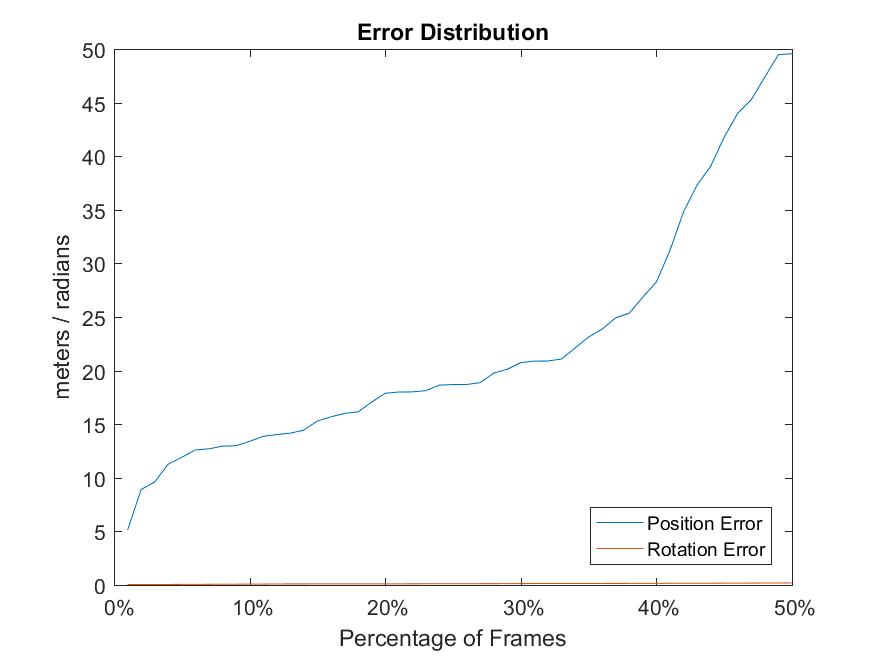 Error Distribution
meters / radians
50
45
40
35
30
25
20
15
10
5
0
Position Error
Rotation Error
0% 10% 20% 30% 40% 50%
Percentage of Frames